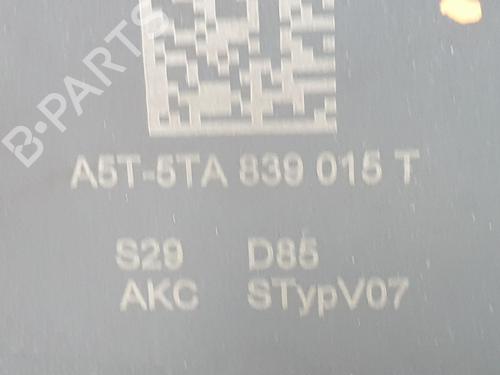 B-PARTS
A5T-5TA 839 015 T
S29 D85
AKC STypV07